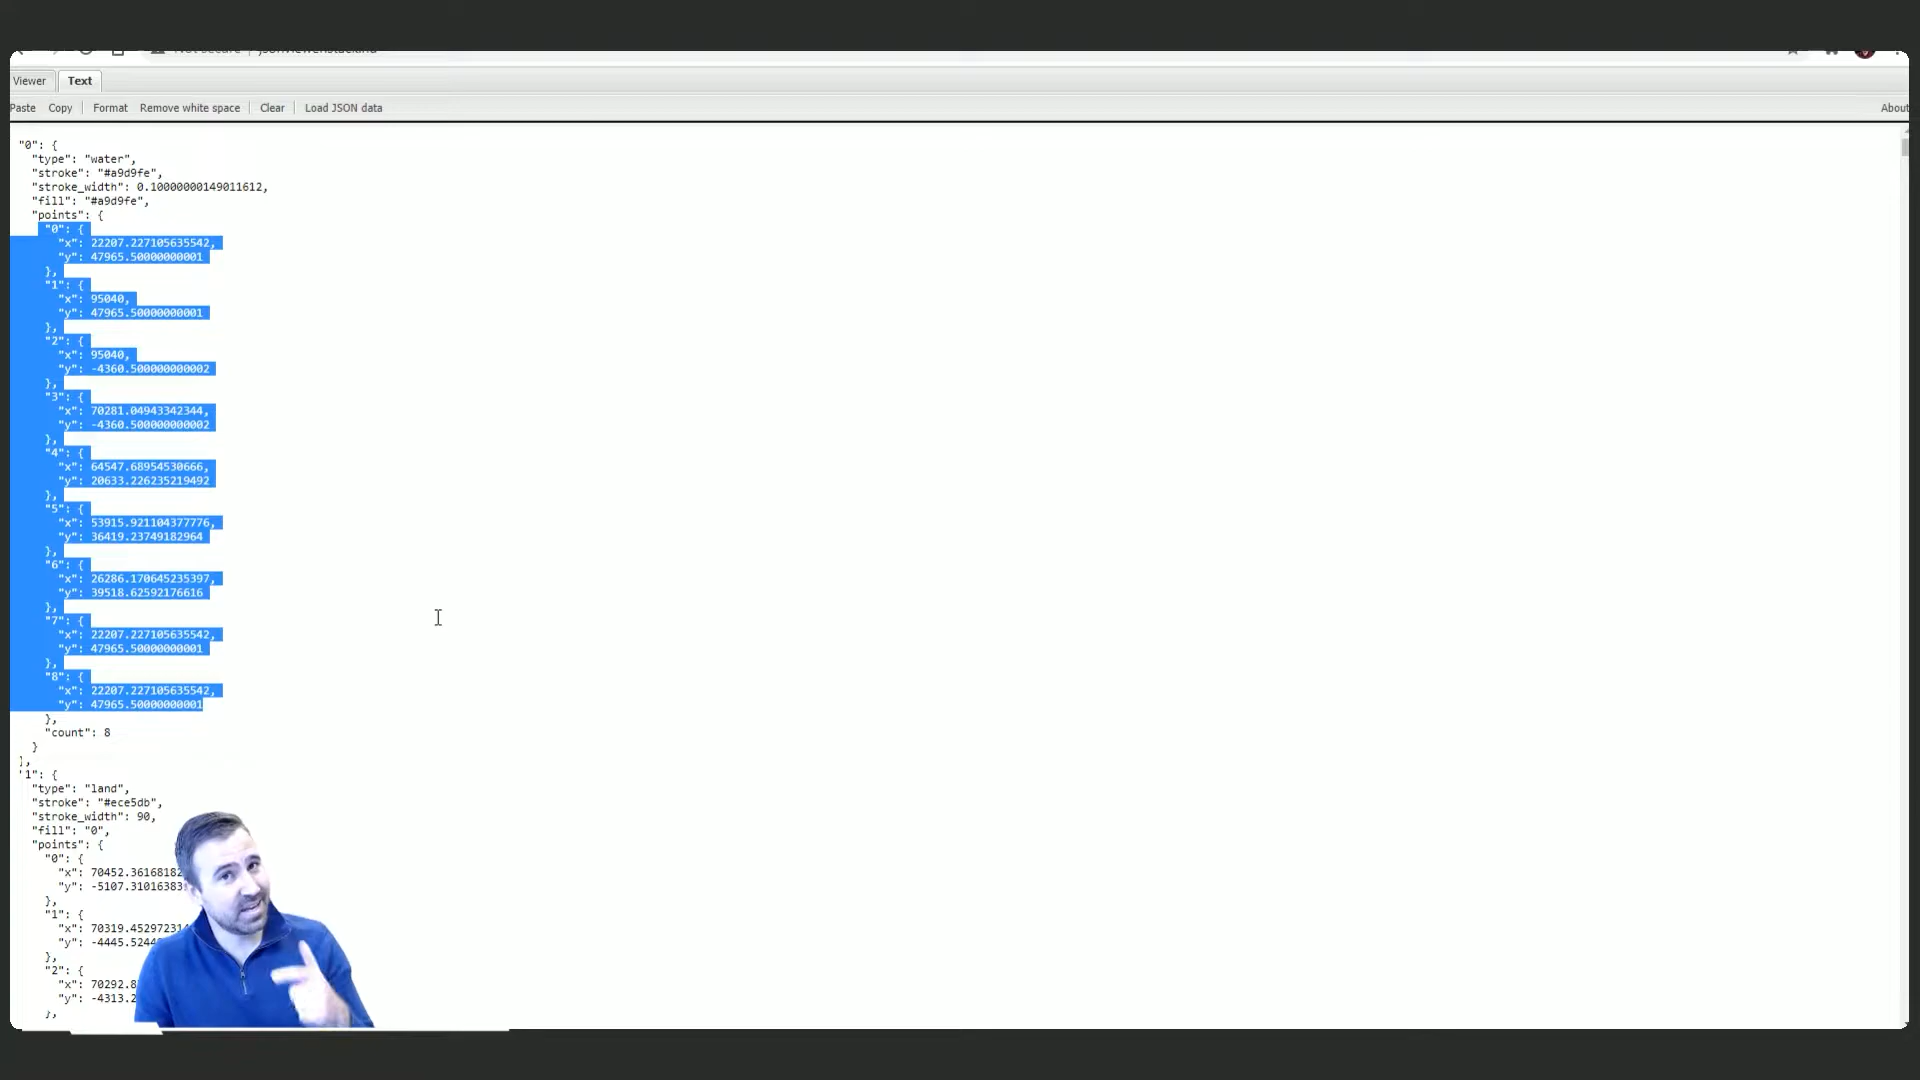 Viewer Text
Paste Copy Format Remove white space Clear Load JSON data About
"0": {
"type": "water",
"stroke": "#a9d9fe",
"stroke_width": 0.10000000149011612,
"fill": "#a9d9fe",
"points": {
"0": {
"x": 22207.227105635542,
"y": 47965.50000000001
},
"1": {
"x": 95040,
"y": 47965.50000000001
},
"2": {
"x": 95040,
"y": -4360.500000000002
},
"3": {
"x": 70281.04943342344,
"y": -4360.500000000002
},
"4": {
"x": 64547.68954530666,
"y": 20633.226235219492
},
"5": {
"x": 53915.921104377776,
"y": 36419.23749182964
},
"6": {
"x": 26286.170645235397,
"y": 39518.62592176616
},
"7": {
"x": 22207.227105635542,
"y": 47965.50000000001
},
"8": {
"x": 22207.227105635542,
"y": 47965.50000000001
},
"count": 8
}
},
"1": {
"type": "land",
"stroke": "#ece5db",
"stroke_width": 90,
"fill": "0",
"points": {
"0": {
"x": 70452.3616818
"y": -5107.3101638
},
"1": {
"x": 70319.45297231
"y": -4445.524
},
"2": {
"x": 70292.8
"y": -4313.2
},